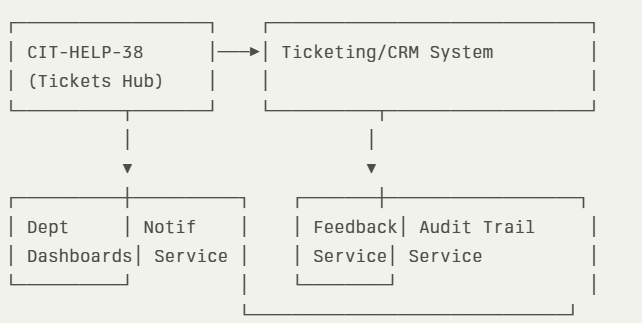 CIT-HELP-38
(Tickets Hub)
Ticketing/CRM System
Dept
Dashboards
Notif
Service
Feedback
Service
Audit Trail
Service